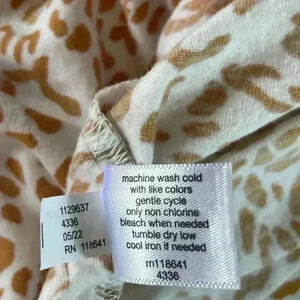 1129637
4336
05/22
RN 118641
machine wash cold
with like colors
gentle cycle
only non chlorine
bleach when needed
tumble dry low
cool iron if needed
rn118641
4336